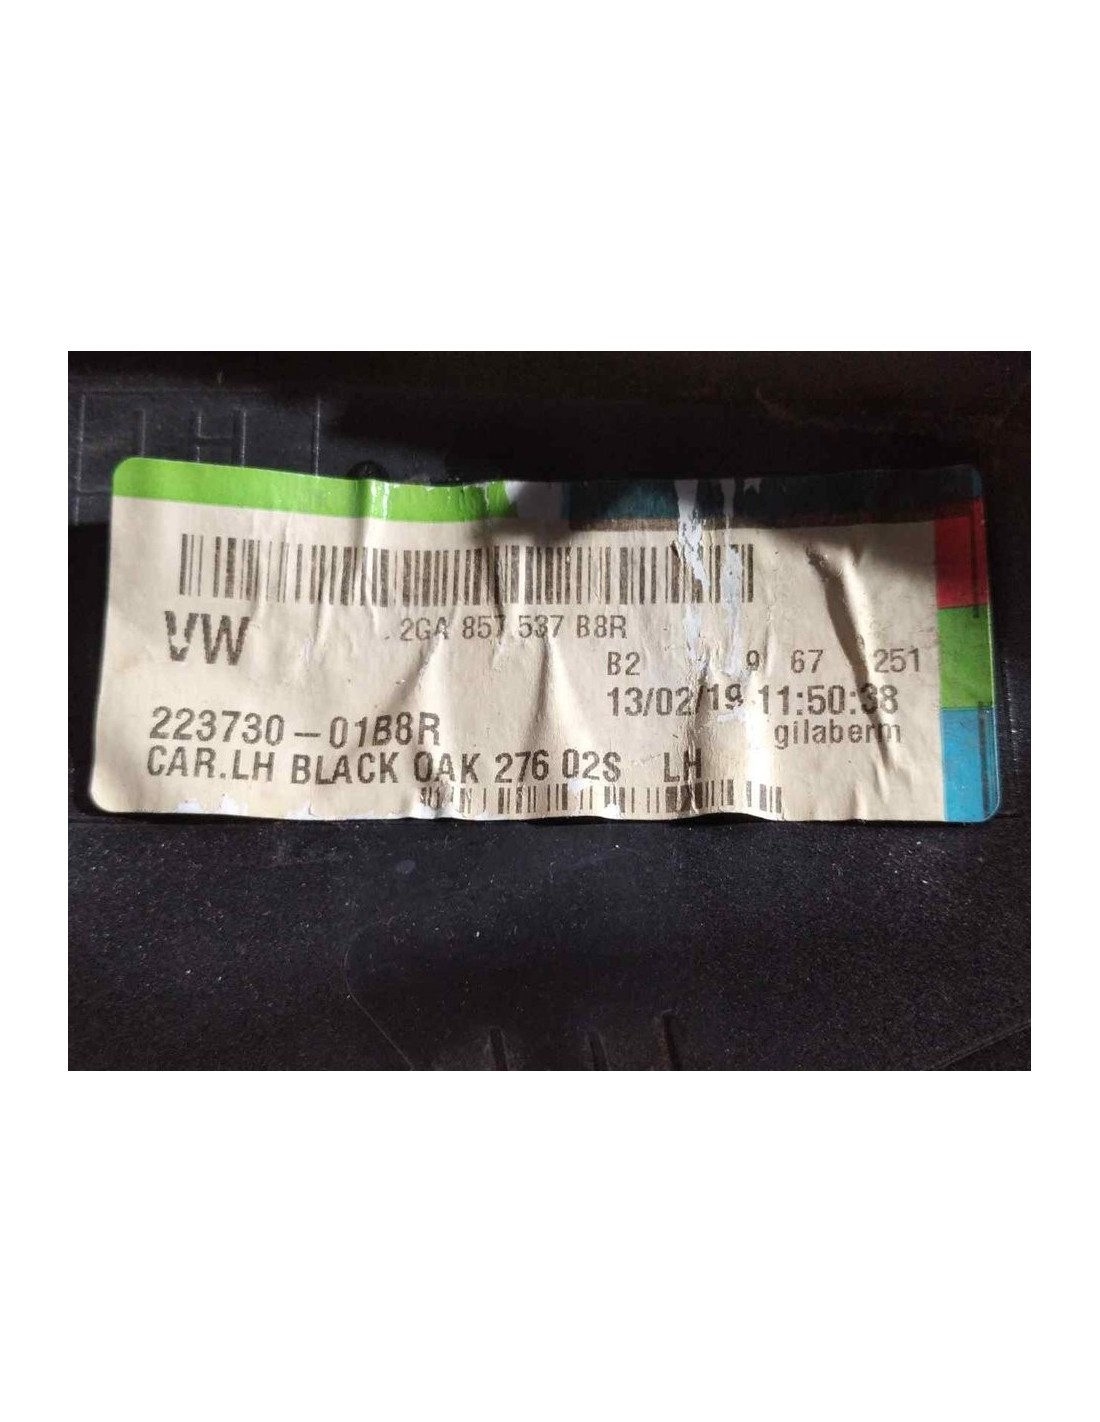 LH
VW 2GA 857 537 B8R
B2 9 67 251
13/02/19 11:50:38
gilaberm
223730-01B8R
CAR.LH BLACK OAK 276 02S LH